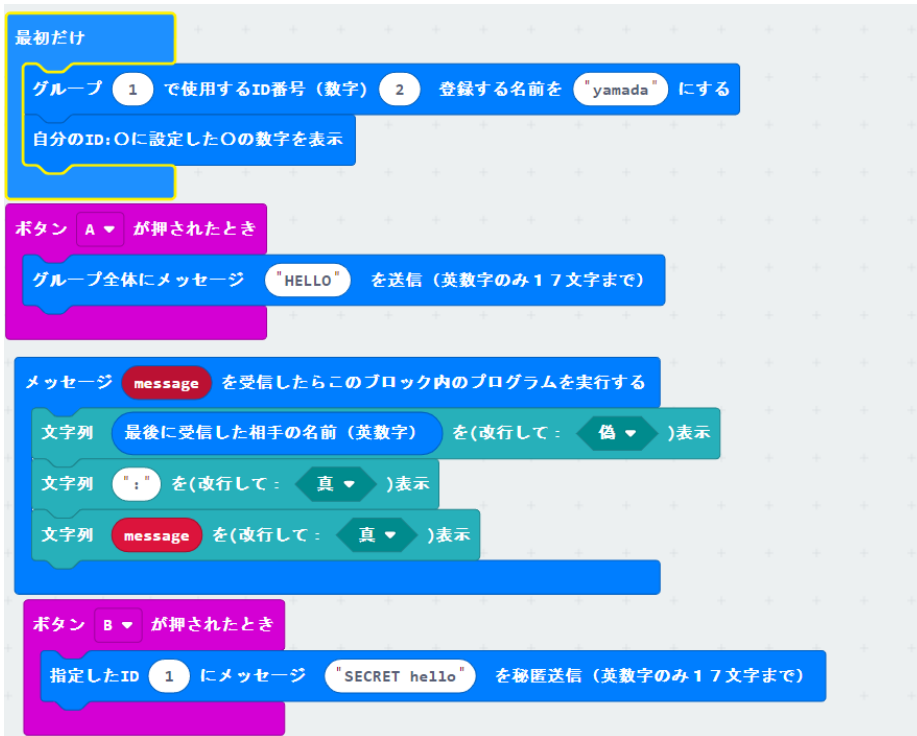 最初だけ
グループ 1 で使用するID番号（数字） 2 登録する名前を "yamada" にする
自分のID:〇に設定した〇の数字を表示
ボタン A が押されたとき
グループ全体にメッセージ "HELLO" を送信（英数字のみ１７文字まで）
メッセージ message を受信したらこのブロック内のプログラムを実行する
文字列 最後に受信した相手の名前（英数字） を(改行して： 偽 )表示
文字列 ":" を(改行して： 真 )表示
文字列 message を(改行して： 真 )表示
ボタン B が押されたとき
指定したID 1 にメッセージ "SECRET hello" を秘匿送信（英数字のみ１７文字まで）